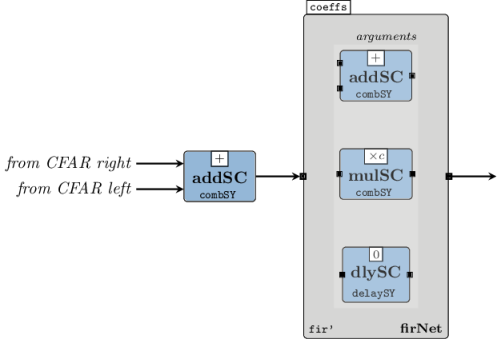 coeffs
arguments
+
addSC
combSY
from CFAR right
from CFAR left
+
addSC
combSY
×c
mulSC
combSY
0
dlySC
delaySY
fir' firNet